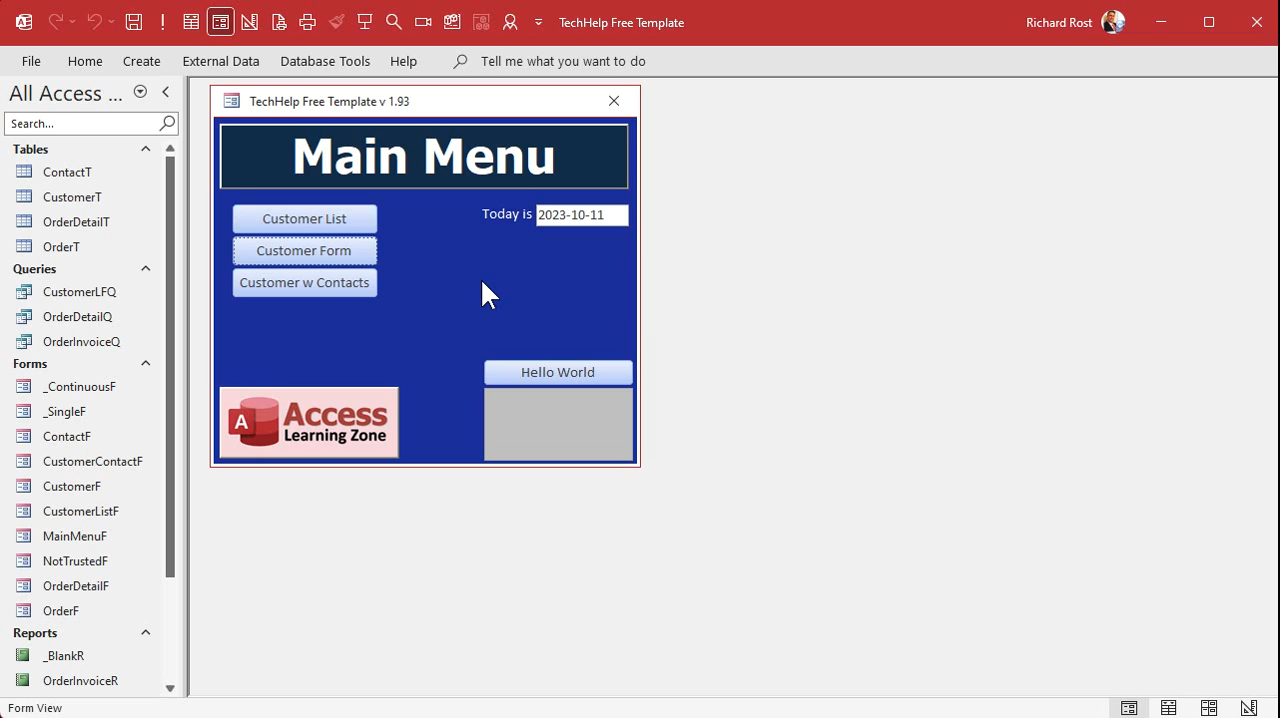 TechHelp Free Template
Richard Rost
File
Home
Create
External Data
Database Tools
Help
Tell me what you want to do
All Access ...
Search...
Tables
ContactT
CustomerT
OrderDetailT
OrderT
Queries
CustomerLFQ
OrderDetailQ
OrderInvoiceQ
Forms
_ContinuousF
_SingleF
ContactF
CustomerContactF
CustomerF
CustomerListF
MainMenuF
NotTrustedF
OrderDetailF
OrderF
Reports
_BlankR
OrderInvoiceR
TechHelp Free Template v 1.93
Main Menu
Customer List
Today is 2023-10-11
Customer Form
Customer w Contacts
Hello World
A Access
Learning Zone
Form View